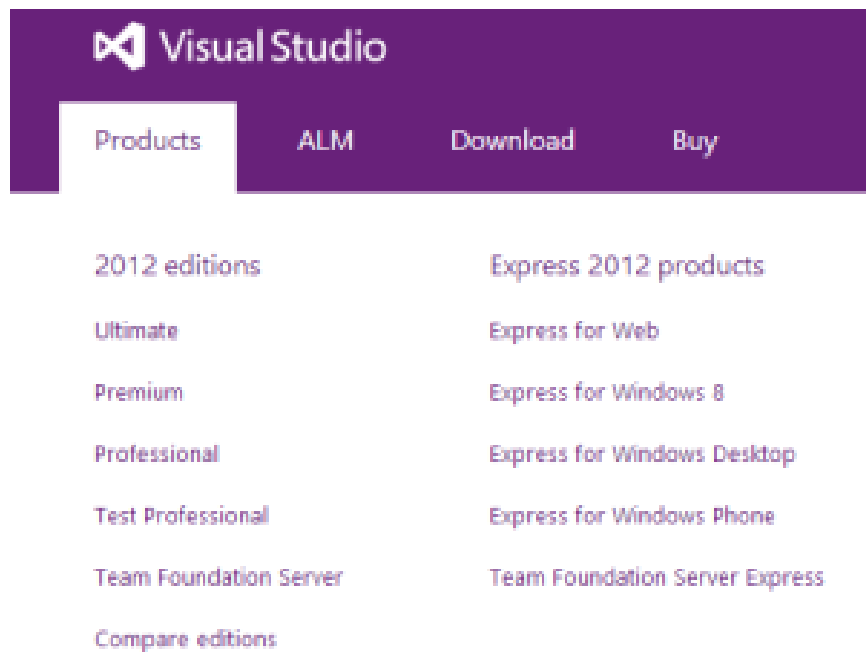 Visual Studio
Products ALM Download Buy
2012 editions
Ultimate
Premium
Professional
Test Professional
Team Foundation Server
Compare editions
Express 2012 products
Express for Web
Express for Windows 8
Express for Windows Desktop
Express for Windows Phone
Team Foundation Server Express